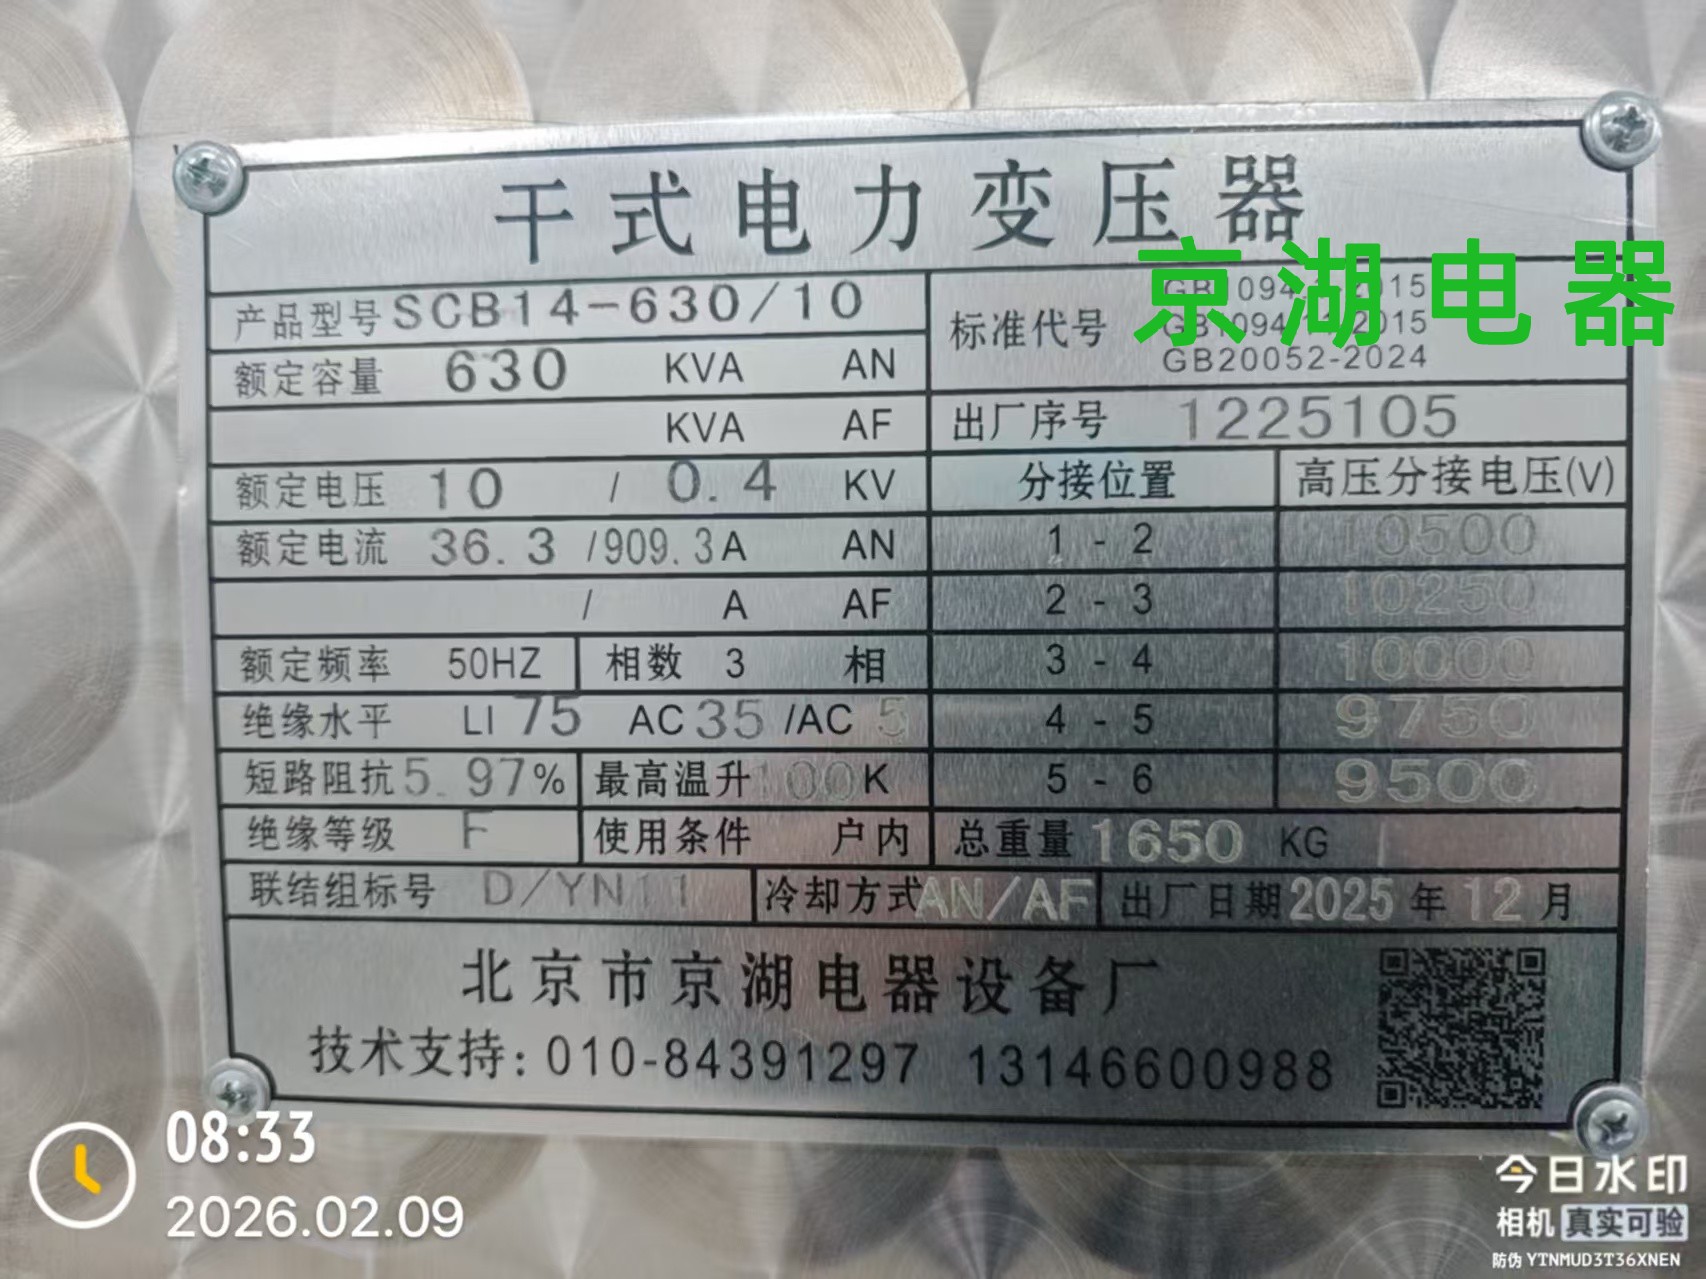 干式电力变压器
京湖电器
产品型号 SCB14-630/10
标准代号
GB20052-2024
额定容量 630 KVA AN
KVA AF
出厂序号 1225105
额定电压 10 / 0.4 KV
分接位置 高压分接电压(V)
额定电流 36.3 /909.3 A AN
1 - 2 10500
/ A AF
2 - 3 10250
额定频率 50HZ 相数 3 相
3 - 4 10000
绝缘水平 LI 75 AC 35 /AC 5
4 - 5 9750
短路阻抗 5.97% 最高温升 100K
5 - 6 9500
绝缘等级 F 使用条件 户内
总重量 1650 KG
联结组标号 D/YN11 冷却方式 AN/AF 出厂日期 2025 年 12 月
北京市京湖电器设备厂
技术支持: 010-84391297 13146600988
08:33
2026.02.09
今日水印
相机 真实可验
防伪 YTNMUD3T36XNEN